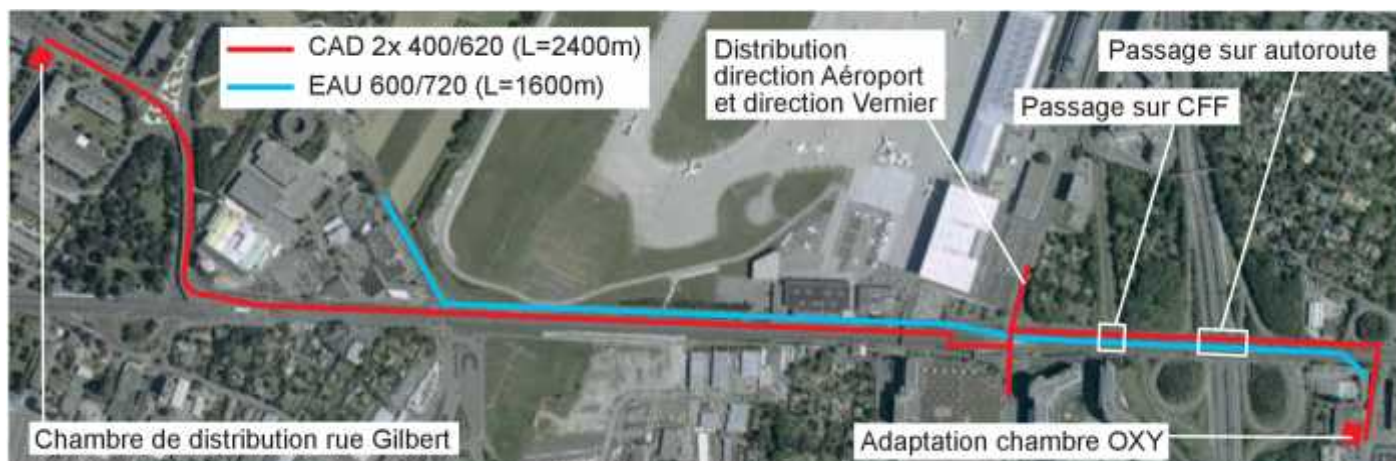 CAD 2x 400/620 (L=2400m)
EAU 600/720 (L=1600m)
Distribution
direction Aéroport
et direction Vernier
Passage sur autoroute
Passage sur CFF
Chambre de distribution rue Gilbert
Adaptation chambre OXY